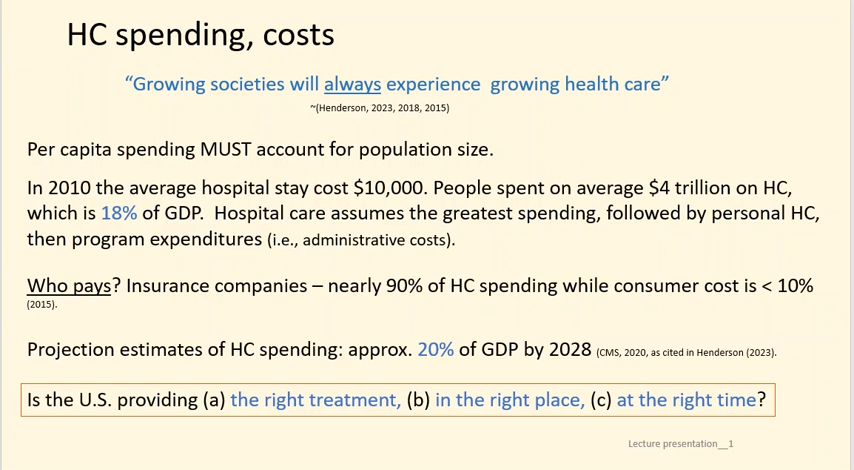 HC spending, costs
“Growing societies will always experience growing health care”
~(Henderson, 2023, 2018, 2015)
Per capita spending MUST account for population size.
In 2010 the average hospital stay cost $10,000. People spent on average $4 trillion on HC,
which is 18% of GDP. Hospital care assumes the greatest spending, followed by personal HC,
then program expenditures (i.e., administrative costs).
Who pays? Insurance companies – nearly 90% of HC spending while consumer cost is < 10%
(2015).
Projection estimates of HC spending: approx. 20% of GDP by 2028 (CMS, 2020, as cited in Henderson (2023).
Is the U.S. providing (a) the right treatment, (b) in the right place, (c) at the right time?
Lecture presentation__1